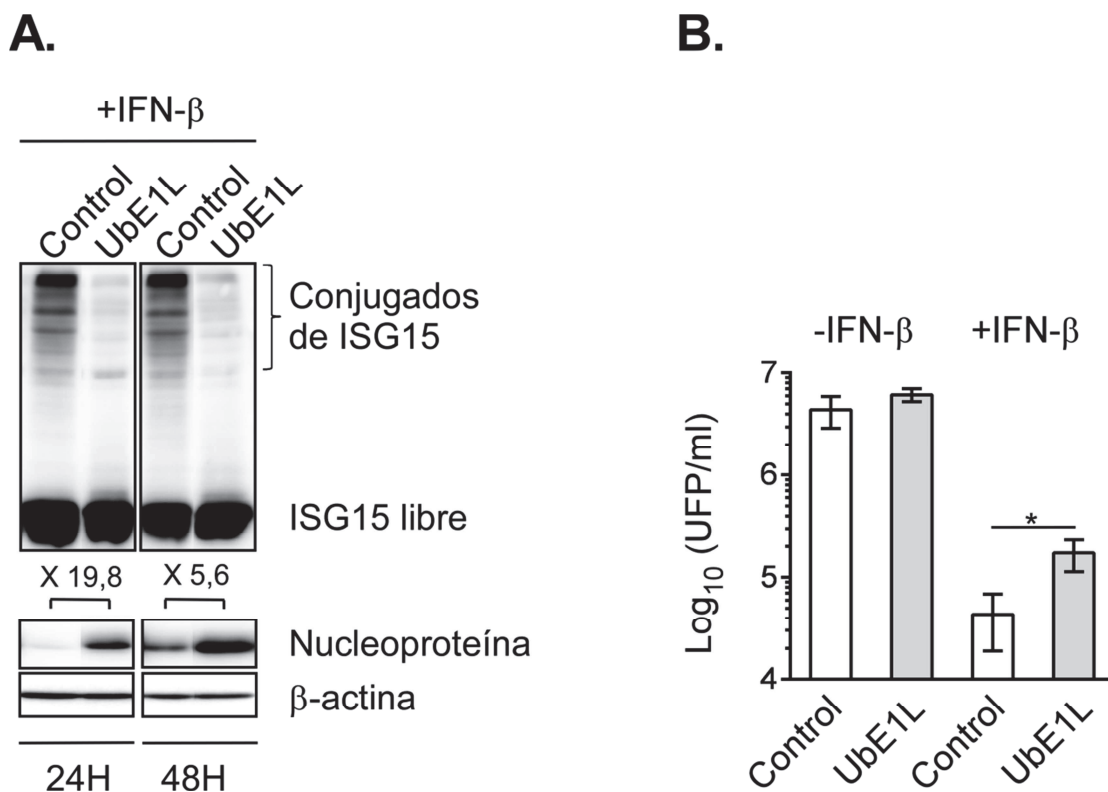 A.
+IFN-β
Control
UbE1L
Control
UbE1L
Conjugados
de ISG15
ISG15 libre
X 19,8
X 5,6
Nucleoproteína
β-actina
24H
48H
B.
-IFN-β
+IFN-β
Log10 (UFP/ml)
7
6
5
4
*
Control
UbE1L
Control
UbE1L